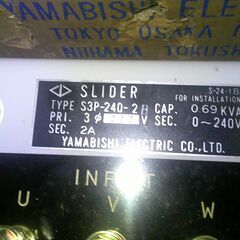 YAMABISHI ELE
TOKYO OSAKA
NIIHAMA TOKUSH
SLIDER
S-24-1B
FOR INSTALLATION
TYPE S3P-240-2B CAP. 0.69 KVA
PRI. 3 V SEC. 0~240V
SEC. 2A
YAMABISHI ELECTRIC CO., LTD.
INPUT
U V W